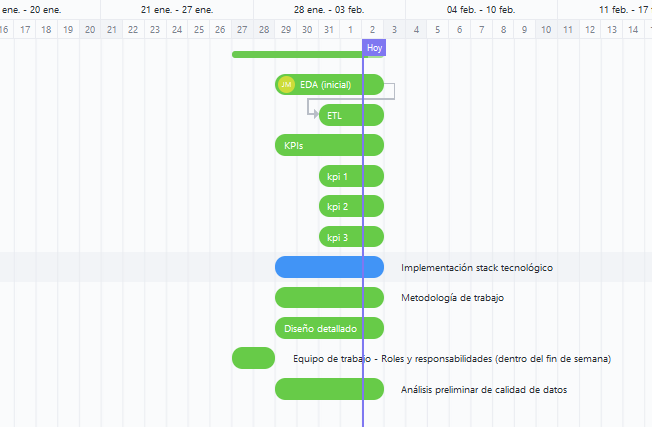 ene. - 20 ene.
21 ene. - 27 ene.
28 ene. - 03 feb.
04 feb. - 10 feb.
11 feb. - 17
16 17 18 19 20 21 22 23 24 25 26 27 28 29 30 31 1 2 3 4 5 6 7 8 9 10 11 12 13 14
Hoy
JM EDA (inicial)
ETL
KPIs
kpi 1
kpi 2
kpi 3
Implementación stack tecnológico
Metodología de trabajo
Diseño detallado
Equipo de trabajo - Roles y responsabilidades (dentro del fin de semana)
Análisis preliminar de calidad de datos